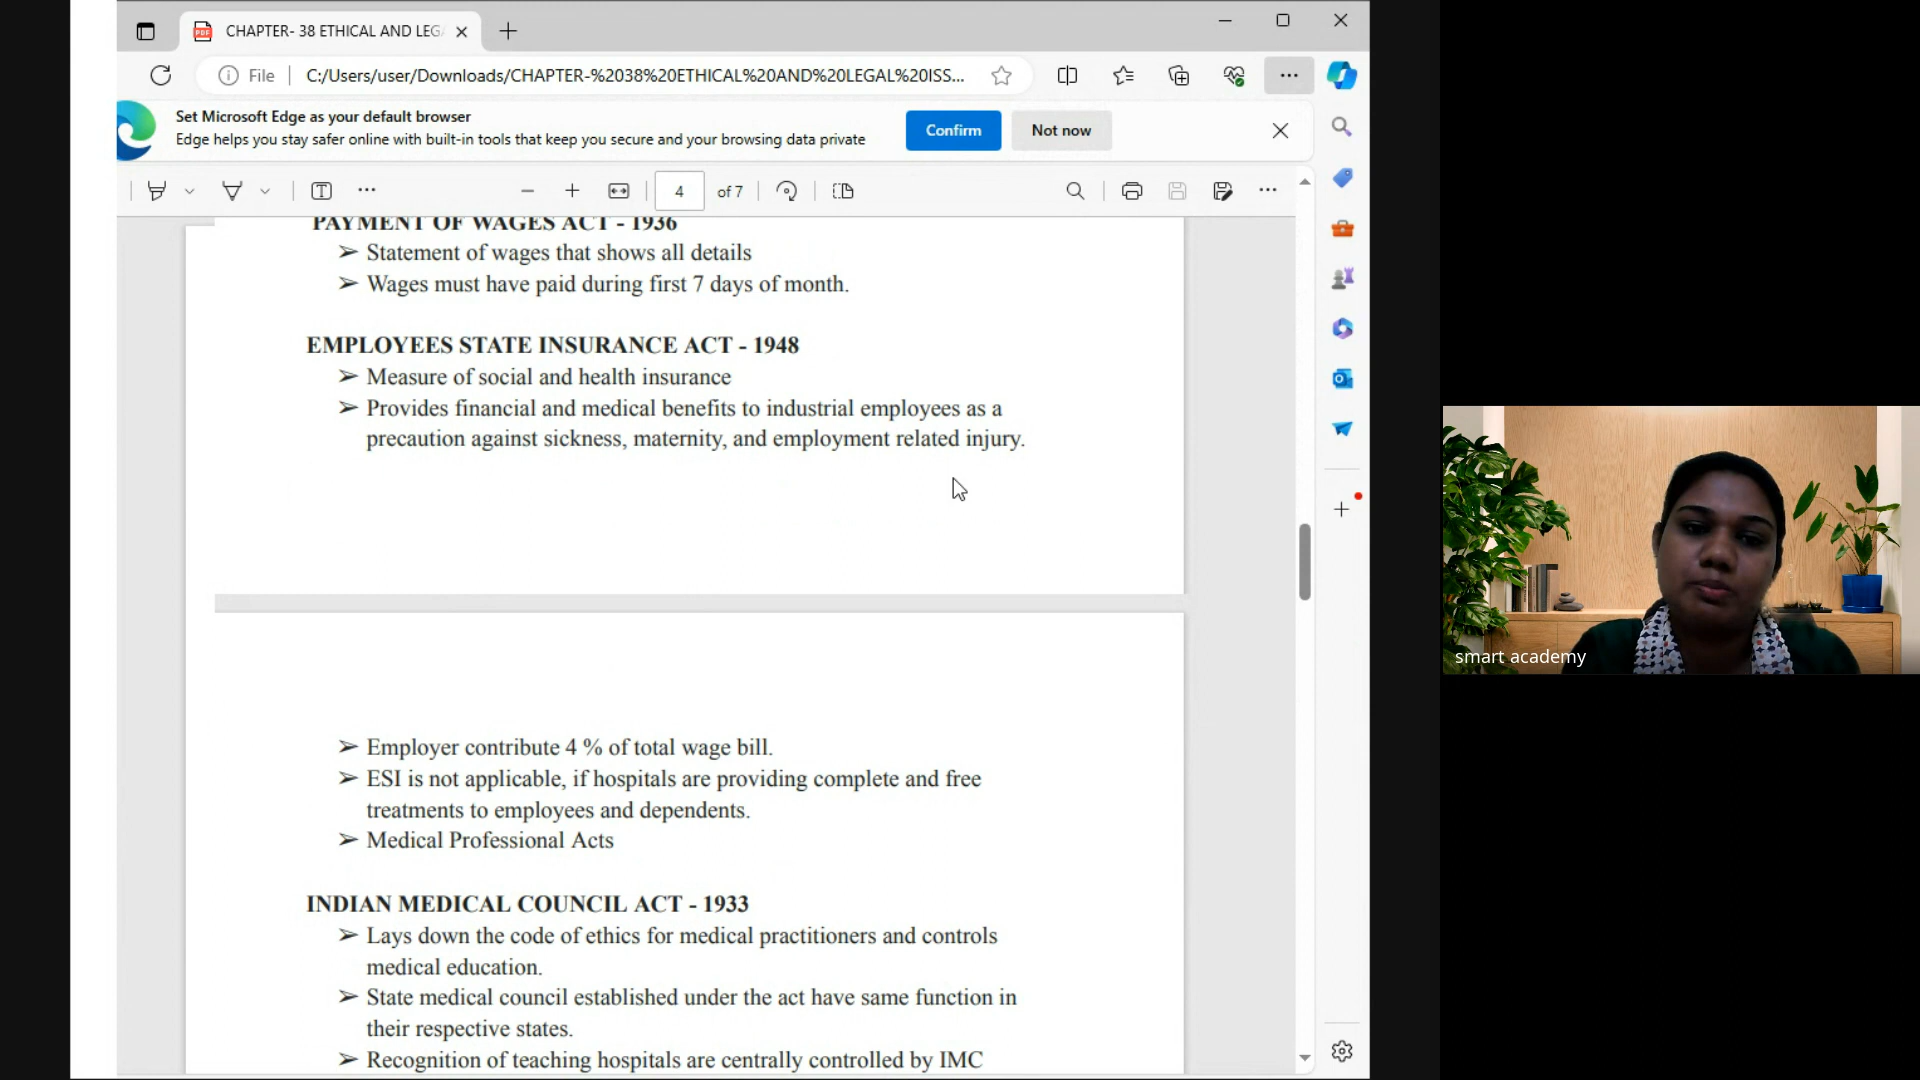 CHAPTER- 38 ETHICAL AND LEGA
File
C:/Users/user/Downloads/CHAPTER-%2038%20ETHICAL%20AND%20LEGAL%20ISS...
Set Microsoft Edge as your default browser
Edge helps you stay safer online with built-in tools that keep you secure and your browsing data private
Confirm
Not now
4 of 7
PAYMENT OF WAGES ACT - 1936
➢ Statement of wages that shows all details
➢ Wages must have paid during first 7 days of month.
EMPLOYEES STATE INSURANCE ACT - 1948
➢ Measure of social and health insurance
➢ Provides financial and medical benefits to industrial employees as a
precaution against sickness, maternity, and employment related injury.
➢ Employer contribute 4 % of total wage bill.
➢ ESI is not applicable, if hospitals are providing complete and free
treatments to employees and dependents.
➢ Medical Professional Acts
INDIAN MEDICAL COUNCIL ACT - 1933
➢ Lays down the code of ethics for medical practitioners and controls
medical education.
➢ State medical council established under the act have same function in
their respective states.
➢ Recognition of teaching hospitals are centrally controlled by IMC
smart academy